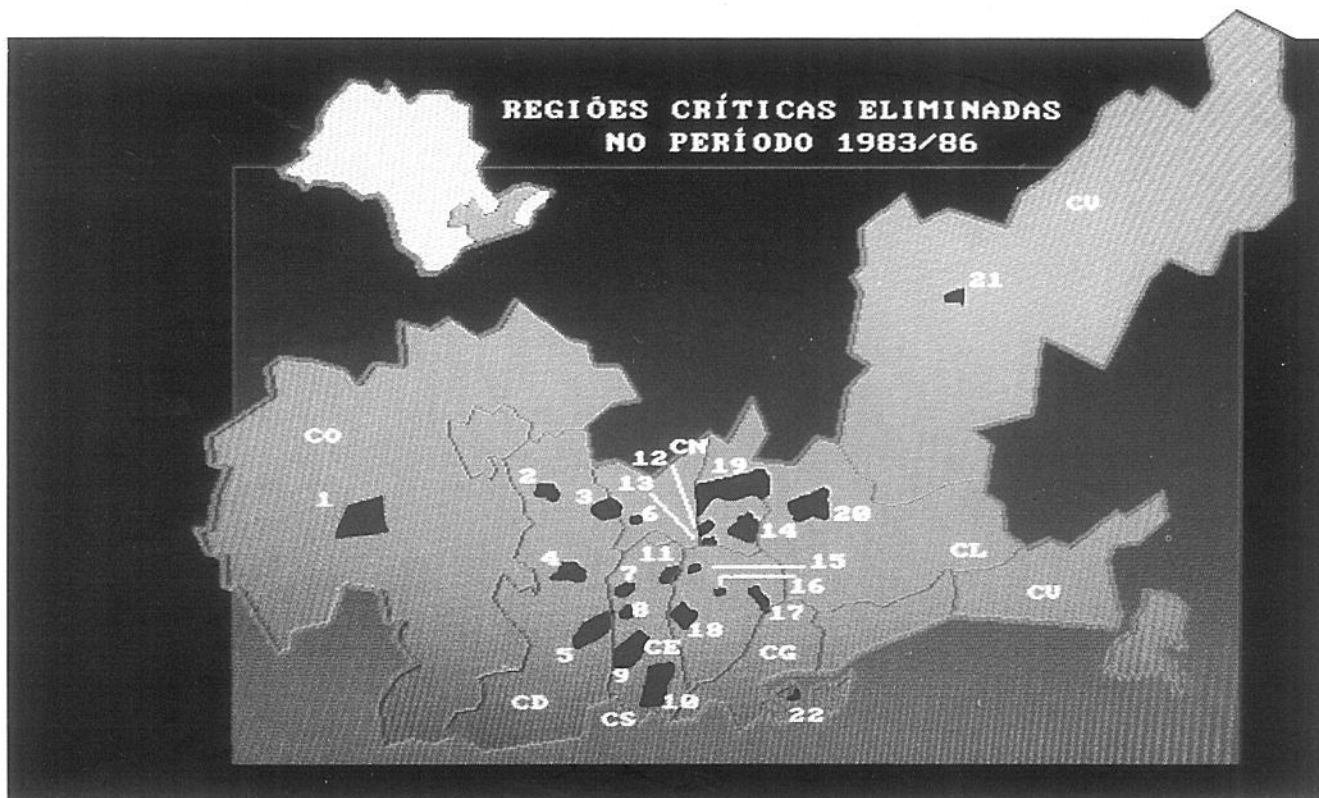 REGIÕES CRÍTICAS ELIMINADAS
NO PERÍODO 1983/86
CV
21
CO
CN
12
19
13
2
3
1
6
14
20
CL
4
11
15
7
16
CV
8
17
18
5
CE
CG
9
CD
10
CS
22